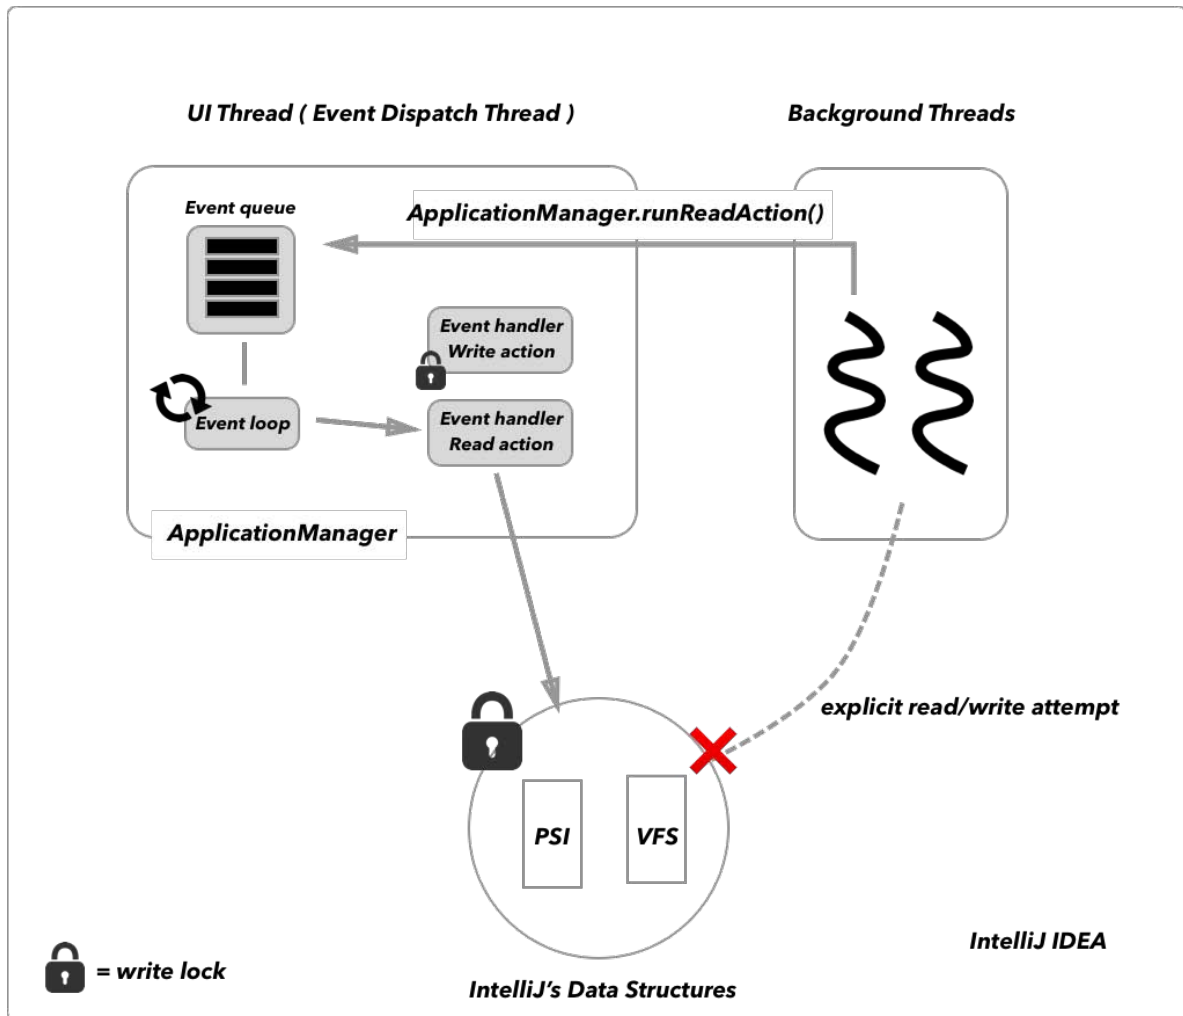 UI Thread ( Event Dispatch Thread )
Background Threads
Event queue
ApplicationManager.runReadAction()
Event handler
Write action
Event loop
Event handler
Read action
ApplicationManager
explicit read/write attempt
PSI
VFS
IntelliJ IDEA
= write lock
IntelliJ’s Data Structures